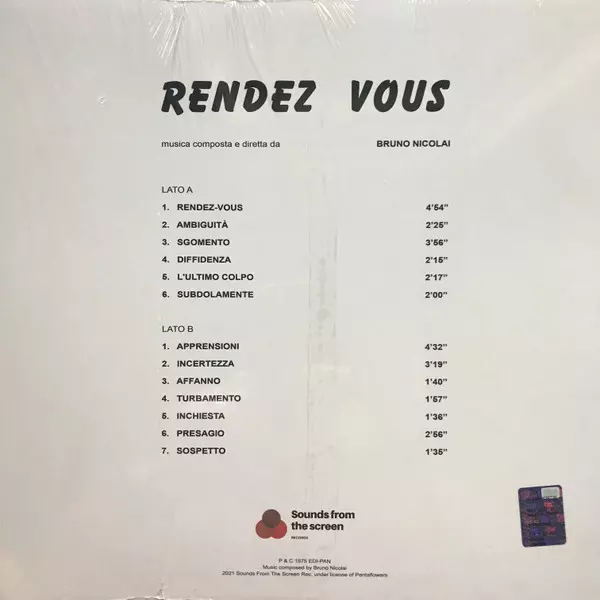 RENDEZ VOUS
musica composta e diretta da BRUNO NICOLAI
LATO A
1. RENDEZ-VOUS 4'54"
2. AMBIGUITÀ 2'25"
3. SGOMENTO 3'56"
4. DIFFIDENZA 2'15"
5. L'ULTIMO COLPO 2'17"
6. SUBDOLAMENTE 2'00"
LATO B
1. APPRENSIONI 4'32"
2. INCERTEZZA 3'19"
3. AFFANNO 1'40"
4. TURBAMENTO 1'57"
5. INCHIESTA 1'36"
6. PRESAGIO 2'56"
7. SOSPETTO 1'35"
Sounds from
the screen
RECORDS
P & C 1975 EDI-PAN
Music composed by Bruno Nicolai
2021 Sounds From The Screen Rec. under license of Pentaflowers